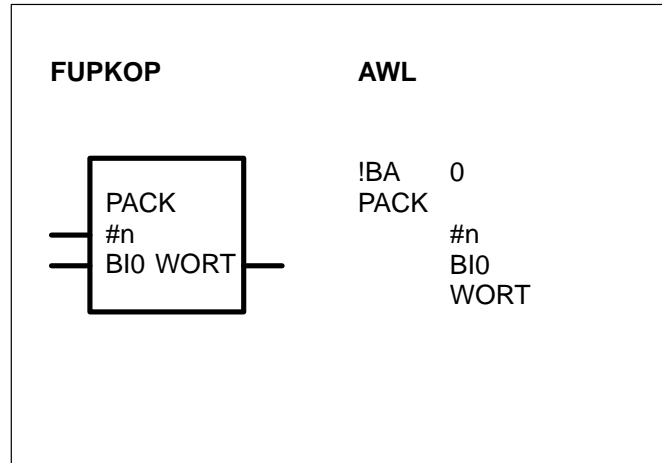 FUPKOP
PACK
#n
BI0 WORT
AWL
!BA 0
PACK
#n
BI0
WORT